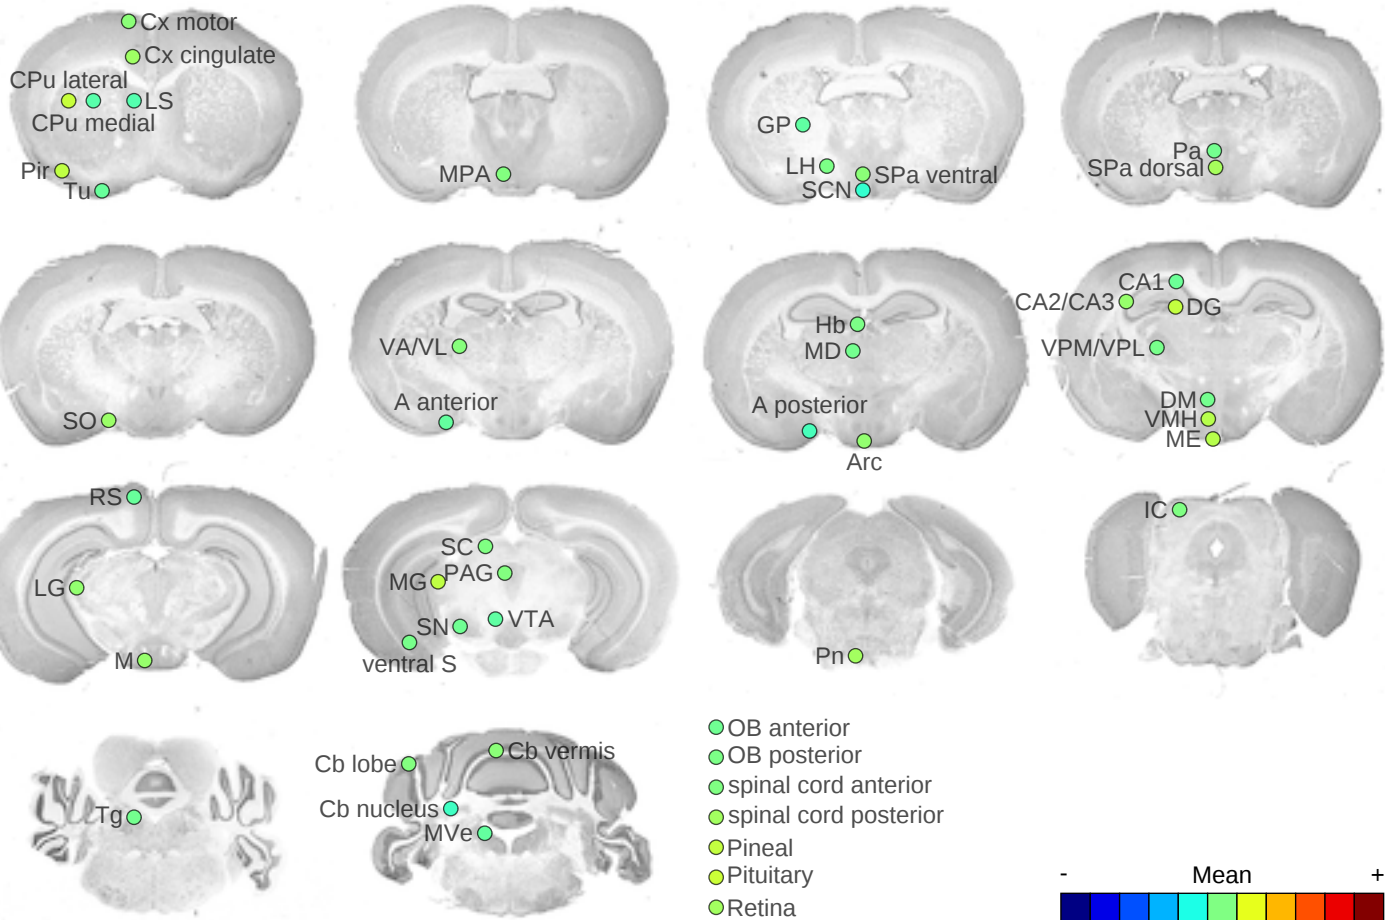 Cx motor
Cx cingulate
CPu lateral
LS
CPu medial
Pir
Tu
MPA
GP
LH
SPa ventral
SCN
Pa
SPa dorsal
SO
VA/VL
A anterior
Hb
MD
A posterior
Arc
CA1
CA2/CA3
DG
VPM/VPL
DM
VMH
ME
RS
LG
M
SC
MG
PAG
SN
VTA
ventral S
Pn
IC
Tg
Cb lobe
Cb vermis
Cb nucleus
MVe
OB anterior
OB posterior
spinal cord anterior
spinal cord posterior
Pineal
Pituitary
Retina
- Mean +